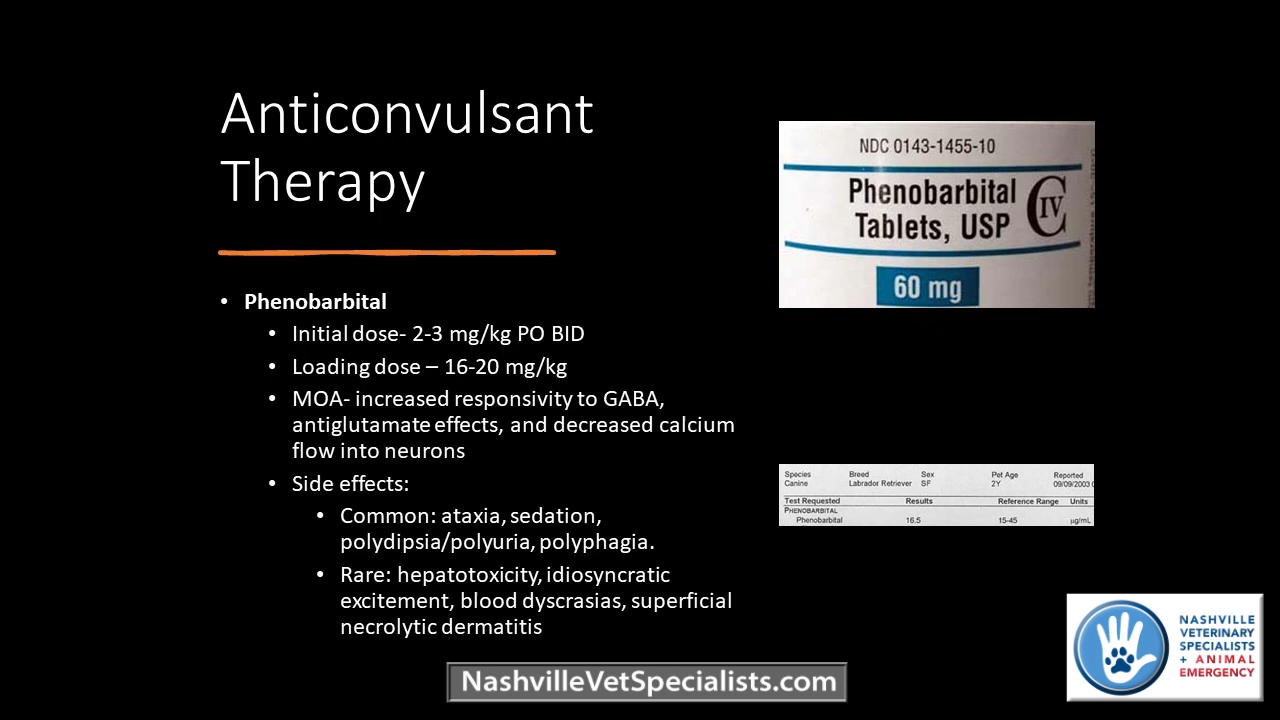 Anticonvulsant
Therapy
• Phenobarbital
• Initial dose- 2-3 mg/kg PO BID
• Loading dose – 16-20 mg/kg
• MOA- increased responsivity to GABA,
antiglutamate effects, and decreased calcium
flow into neurons
• Side effects:
• Common: ataxia, sedation,
polydipsia/polyuria, polyphagia.
• Rare: hepatotoxicity, idiosyncratic
excitement, blood dyscrasias, superficial
necrolytic dermatitis
NDC 0143-1455-10
Phenobarbital
Tablets, USP
CIV
60 mg
Species Breed Sex Pet Age Reported
Canine Labrador Retriever SF 2Y 09/09/2003
Test Requested Results Reference Range Units
PHENOBARBITAL
Phenobarbital 16.5 15-45 µg/mL
NASHVILLE
VETERINARY
SPECIALISTS
+ ANIMAL
EMERGENCY
NashvilleVetSpecialists.com